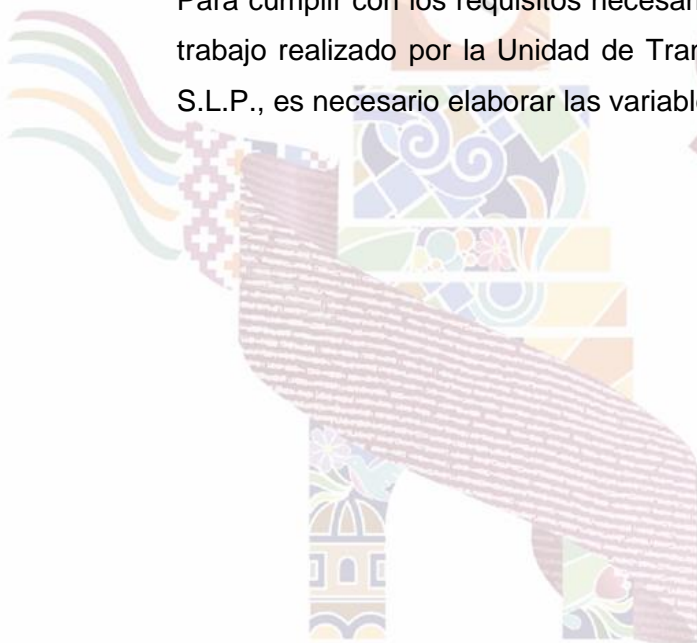 Para cumplir con los requisitos necesar
trabajo realizado por la Unidad de Tran
S.L.P., es necesario elaborar las variabl